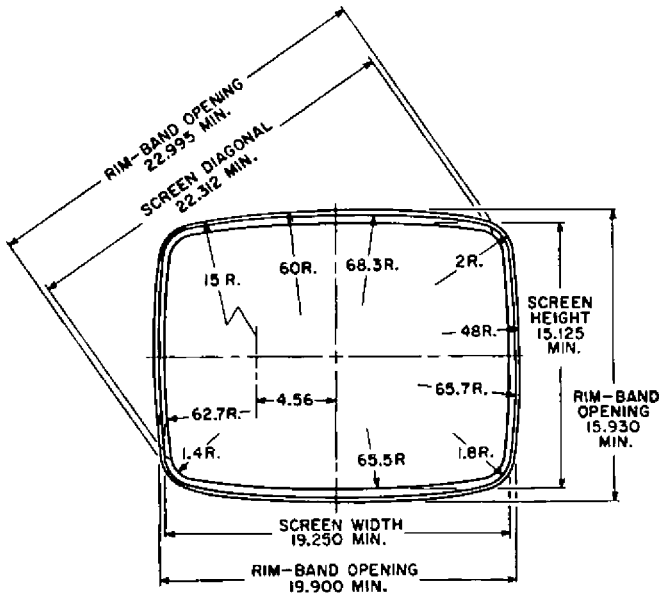 RIM-BAND OPENING
22.995 MIN.
SCREEN DIAGONAL
22.312 MIN.
60R.
68.3R.
2R.
15 R.
48R.
SCREEN
HEIGHT
15.125
MIN.
65.7R.
RIM-BAND
OPENING
15.930
MIN.
4.56
62.7R.
1.4R.
65.5R
1.8R.
SCREEN WIDTH
19.250 MIN.
RIM-BAND OPENING
19.900 MIN.